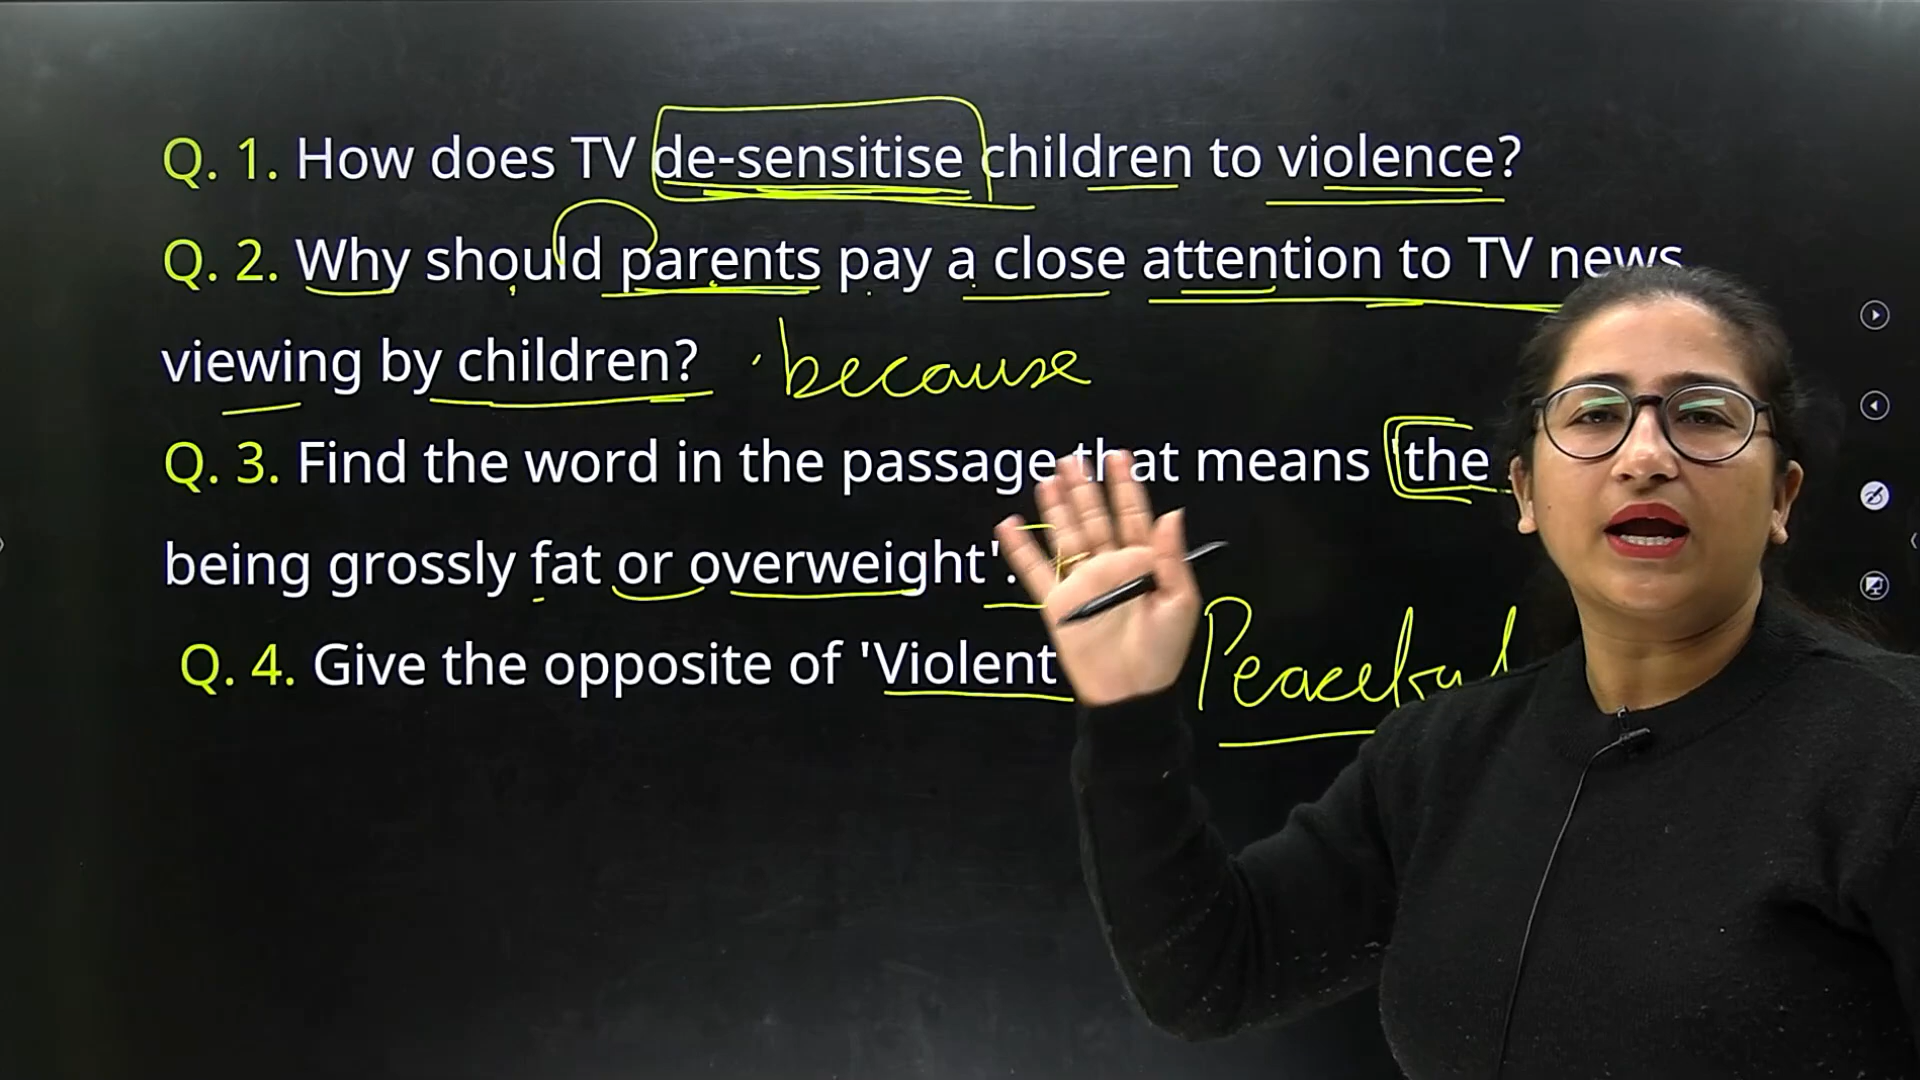 Q. 1. How does TV de-sensitise children to violence?
Q. 2. Why should parents pay a close attention to TV news
viewing by children? because
Q. 3. Find the word in the passage that means 'the
being grossly fat or overweight'.
Q. 4. Give the opposite of 'Violent Peaceful